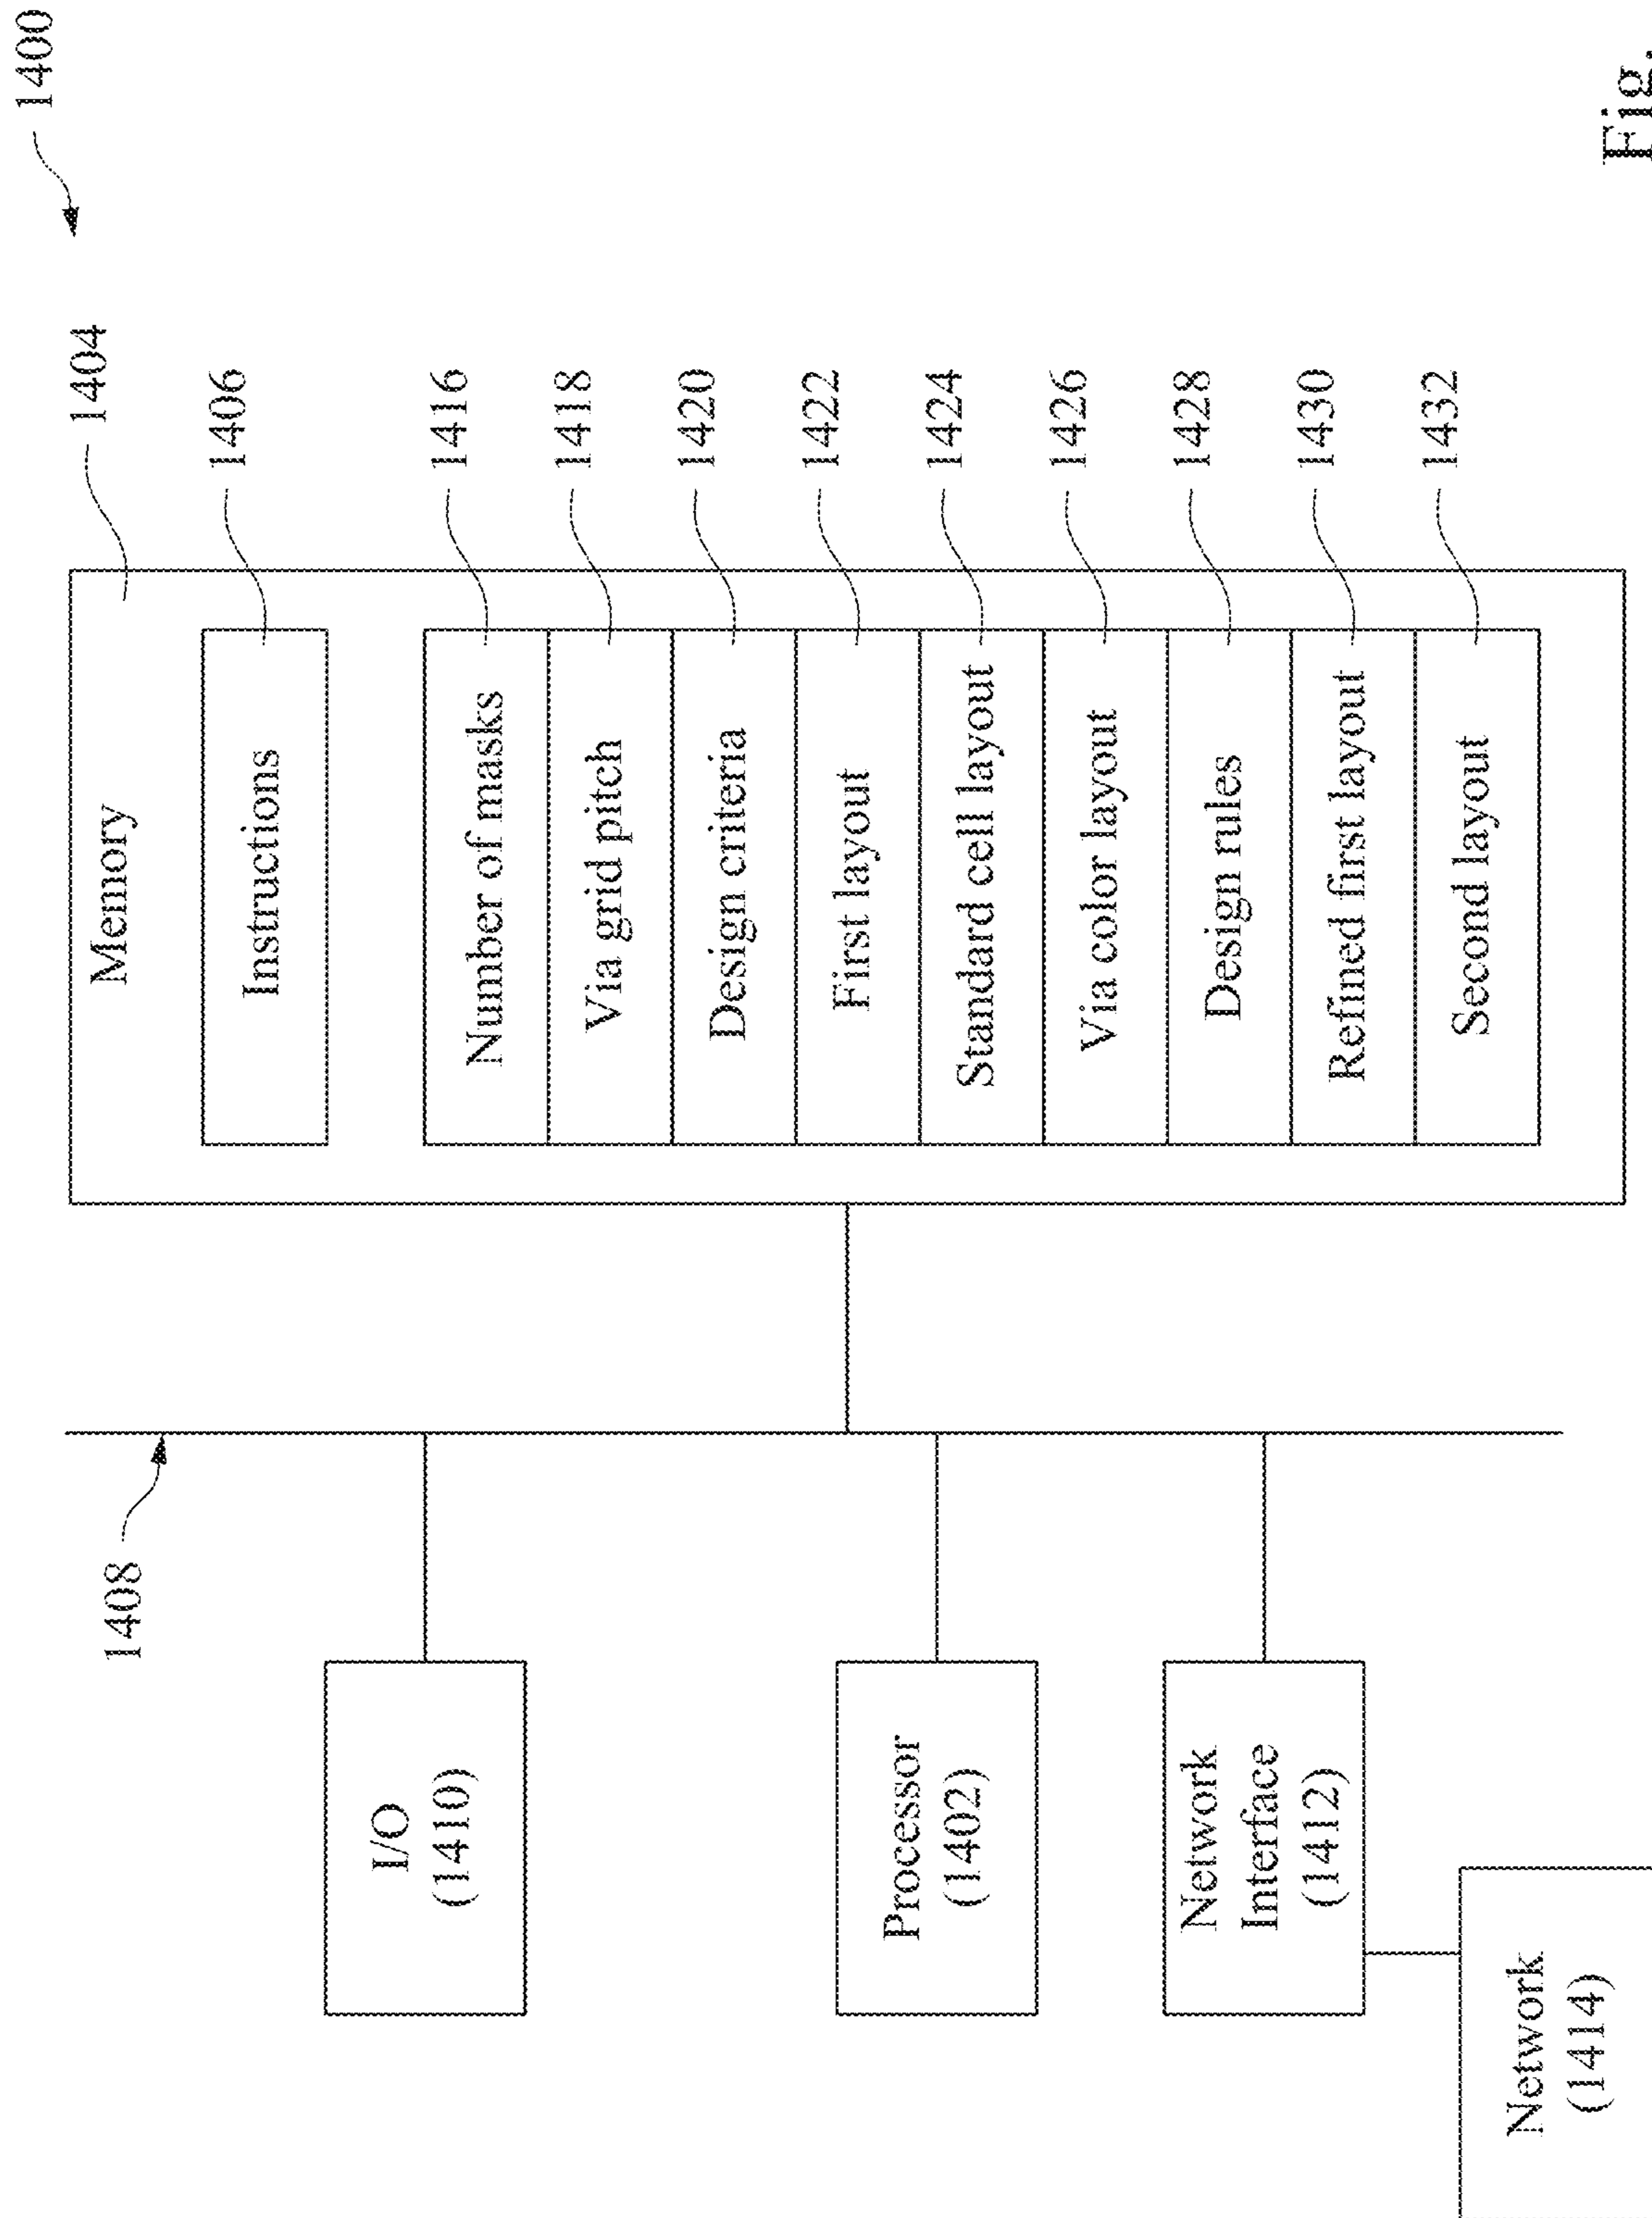 1400
1404
Memory
Instructions
1406
Number of masks
1416
Via grid pitch
1418
Design criteria
1420
First layout
1422
Standard cell layout
1424
Via color layout
1426
Design rules
1428
Refined first layout
1430
Second layout
1432
1408
I/O
(1410)
Processor
(1402)
Network
Interface
(1412)
Network
(1414)
Fig.